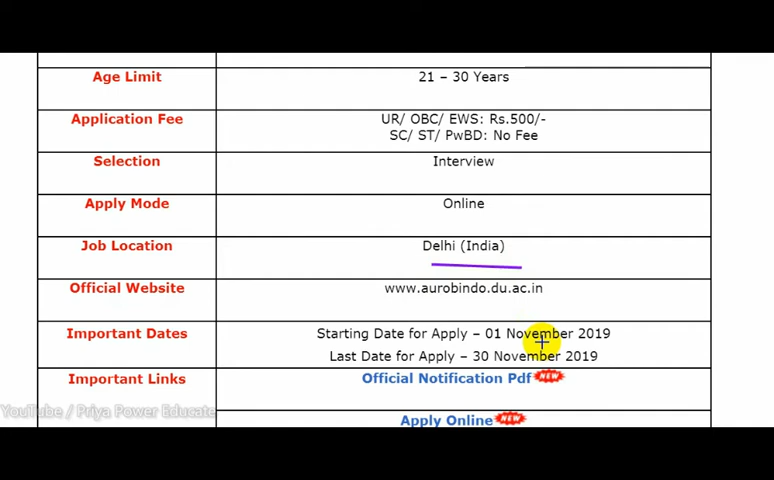 Age Limit
21 – 30 Years
Application Fee
UR/ OBC/ EWS: Rs.500/-
SC/ ST/ PwBD: No Fee
Selection
Interview
Apply Mode
Online
Job Location
Delhi (India)
Official Website
www.aurobindo.du.ac.in
Important Dates
Starting Date for Apply – 01 November 2019
Last Date for Apply – 30 November 2019
Important Links
Official Notification Pdf NEW
YouTube / Priya Power Educate
Apply Online NEW